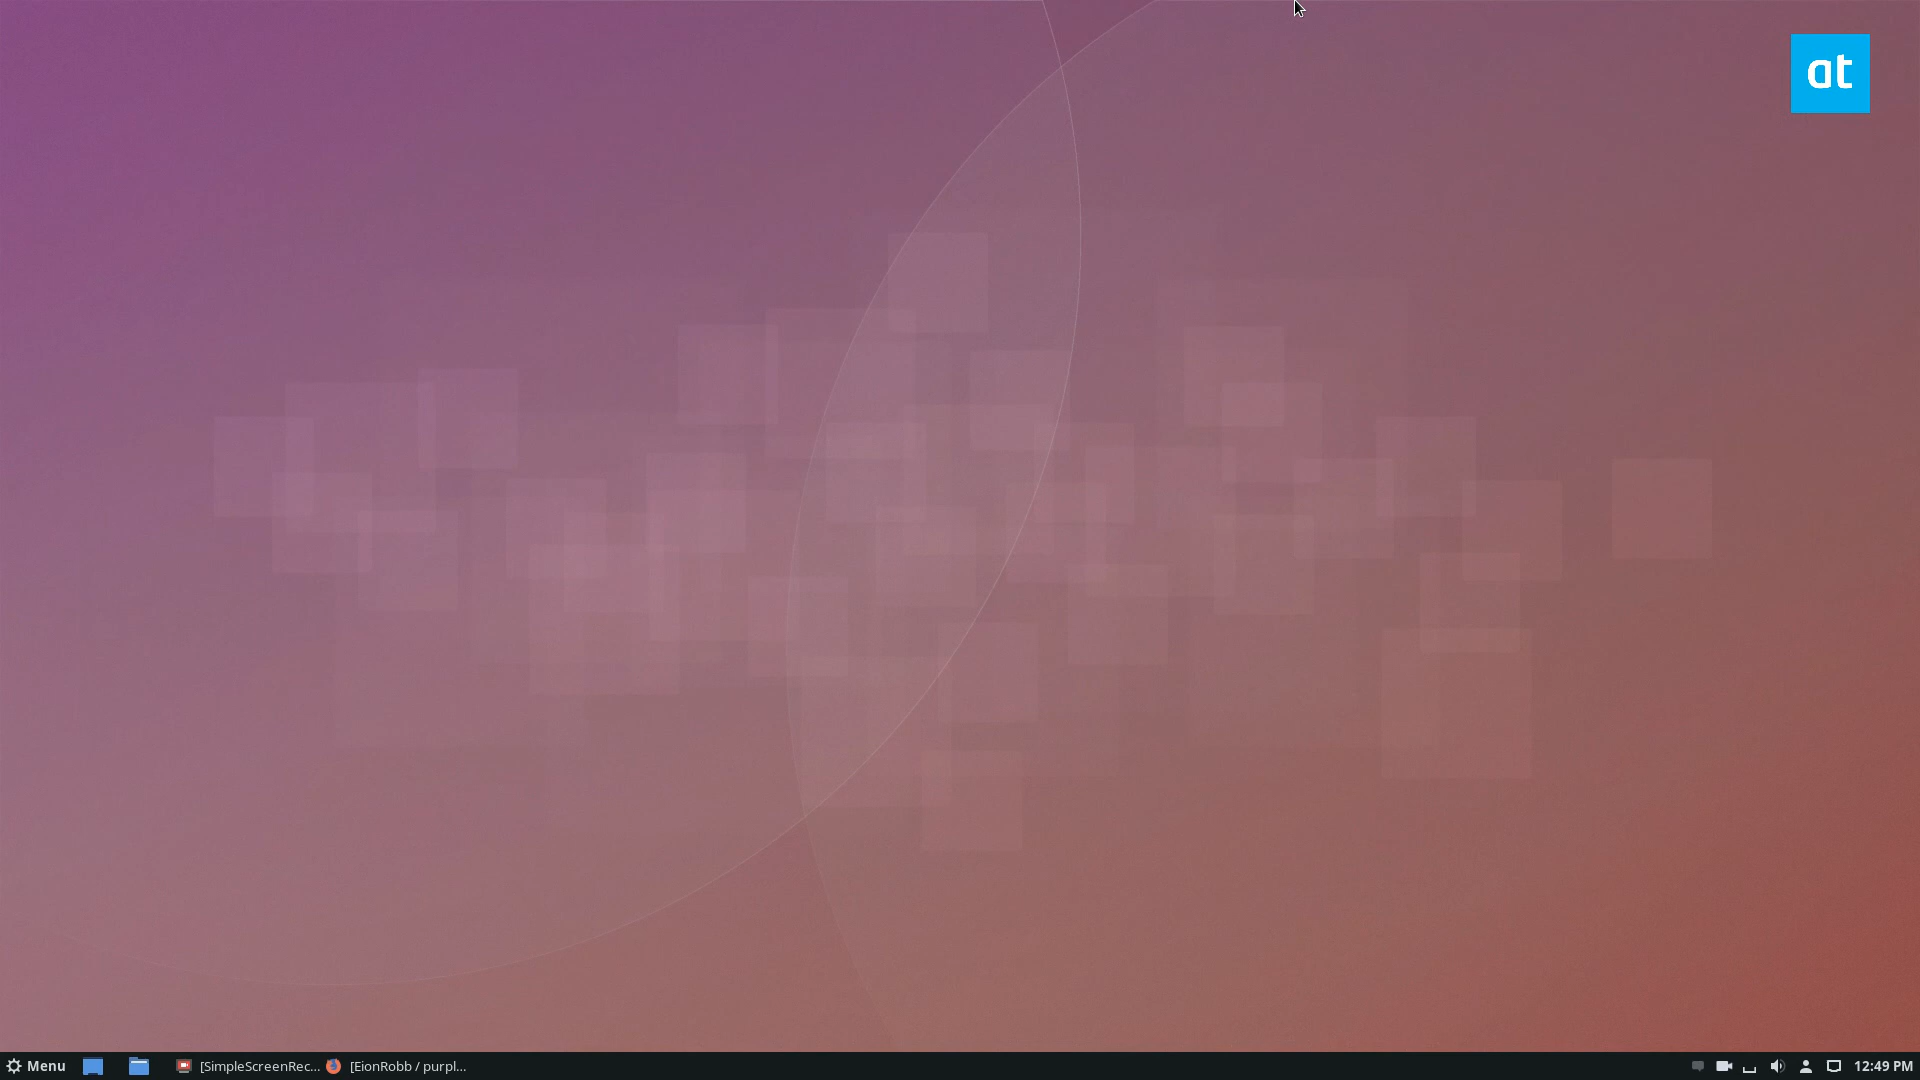 at
Menu
[SimpleScreenRec...
[EionRobb / purpl...
12:49 PM